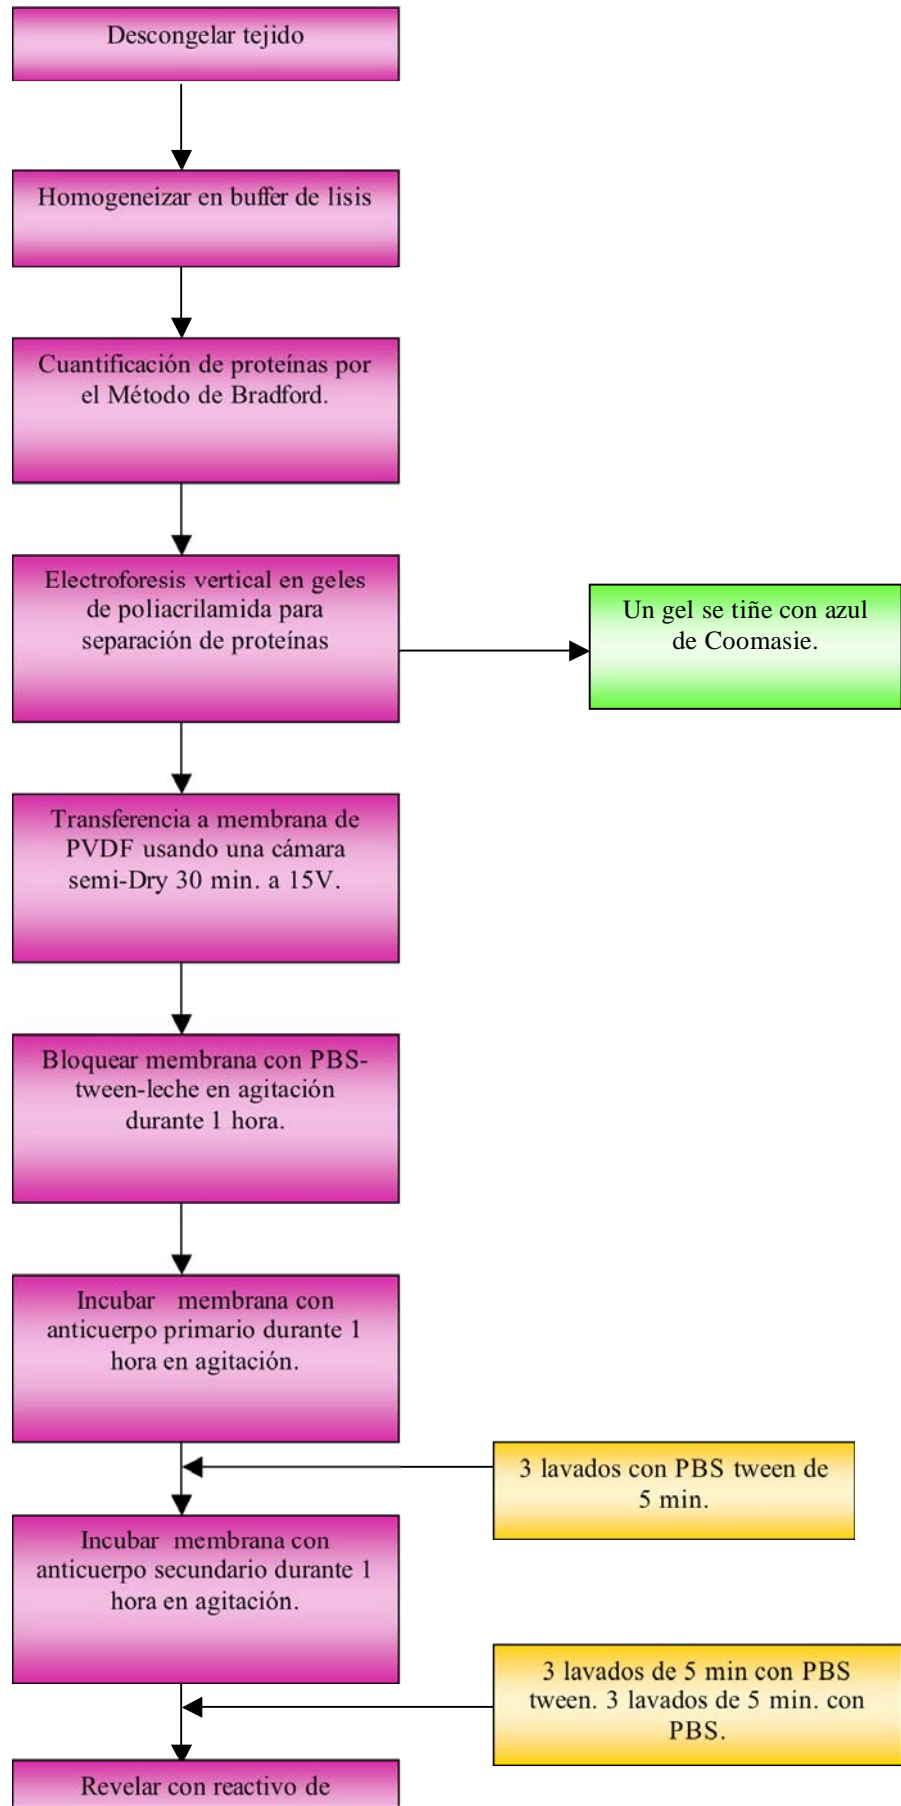 Descongelar tejido
Homogeneizar en buffer de lisis
Cuantificación de proteínas por
el Método de Bradford.
Electroforesis vertical en geles
de poliacrilamida para
separación de proteínas
Un gel se tiñe con azul
de Coomasie.
Transferencia a membrana de
PVDF usando una cámara
semi-Dry 30 min. a 15V.
Bloquear membrana con PBS-
tween-leche en agitación
durante 1 hora.
Incubar membrana con
anticuerpo primario durante 1
hora en agitación.
3 lavados con PBS tween de
5 min.
Incubar membrana con
anticuerpo secundario durante 1
hora en agitación.
3 lavados de 5 min con PBS
tween. 3 lavados de 5 min. con
PBS.
Revelar con reactivo de